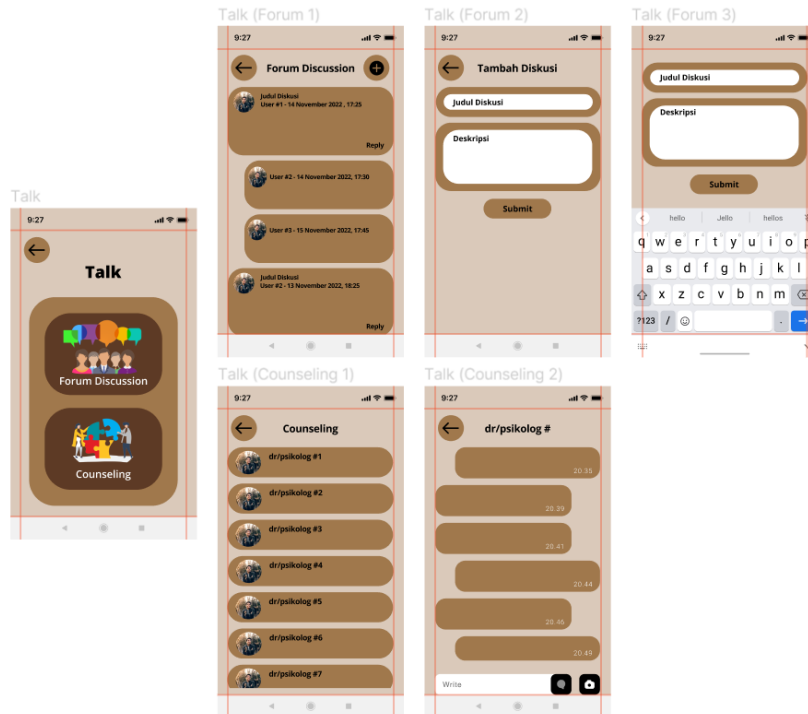 Talk
9:27
Talk
Forum Discussion
Counseling
Talk (Forum 1)
9:27
Forum Discussion
Judul Diskusi
User #1 - 14 November 2022 , 17:25
Reply
User #2 - 14 November 2022, 17:30
User #3 - 15 November 2022, 17:45
Judul Diskusi
User #2 - 13 November 2022, 18:25
Reply
Talk (Forum 2)
9:27
Tambah Diskusi
Judul Diskusi
Deskripsi
Submit
Talk (Forum 3)
9:27
Judul Diskusi
Deskripsi
Submit
hello Jello hellos
q w e r t y u i o p
a s d f g h j k l
z x c v b n m
?123 / .
Talk (Counseling 1)
9:27
Counseling
dr/psikolog #1
dr/psikolog #2
dr/psikolog #3
dr/psikolog #4
dr/psikolog #5
dr/psikolog #6
dr/psikolog #7
Talk (Counseling 2)
9:27
dr/psikolog #
20.35
20.39
20.41
20.44
20.46
20.49
Write